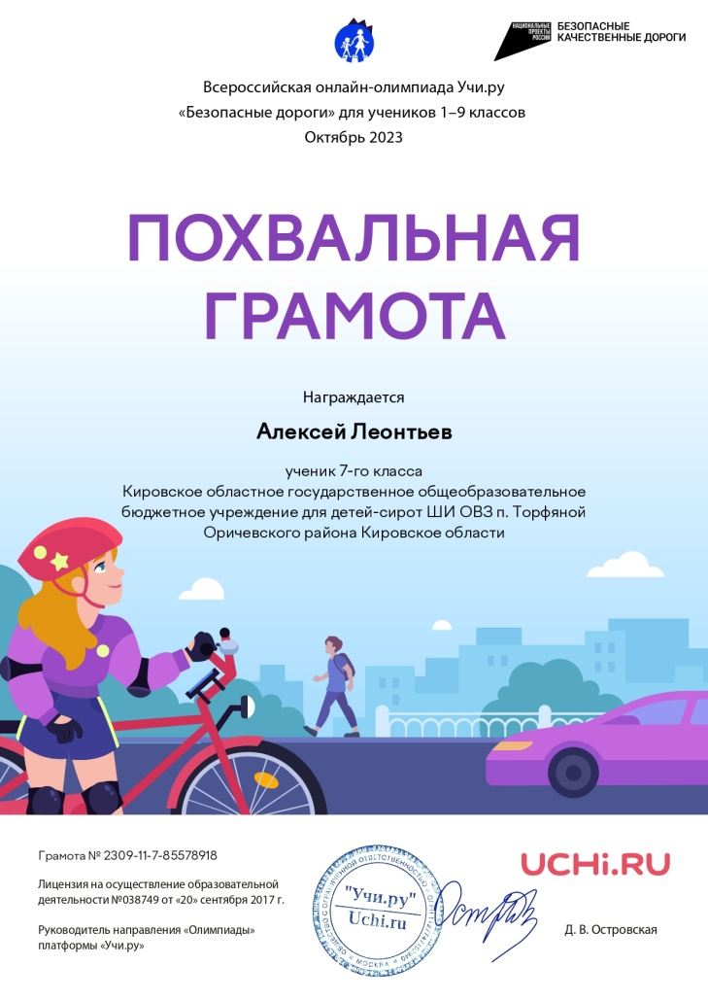 НАЦИОНАЛЬНЫЕ
ПРОЕКТЫ
РОССИИ
БЕЗОПАСНЫЕ
КАЧЕСТВЕННЫЕ ДОРОГИ
Всероссийская онлайн-олимпиада Учи.ру
«Безопасные дороги» для учеников 1–9 классов
Октябрь 2023
ПОХВАЛЬНАЯ
ГРАМОТА
Награждается
Алексей Леонтьев
ученик 7-го класса
Кировское областное государственное общеобразовательное
бюджетное учреждение для детей-сирот ШИ ОВЗ п. Торфяной
Оричевского района Кировское области
Грамота № 2309-11-7-85578918
Лицензия на осуществление образовательной
деятельности №038749 от «20» сентября 2017 г.
Руководитель направления «Олимпиады»
платформы «Учи.ру»
ОБЩЕСТВО С ОГРАНИЧЕННОЙ ОТВЕТСТВЕННОСТЬЮ
"Учи.ру"
Uchi.ru
МОСКВА
UCHi.RU
Д. В. Островская